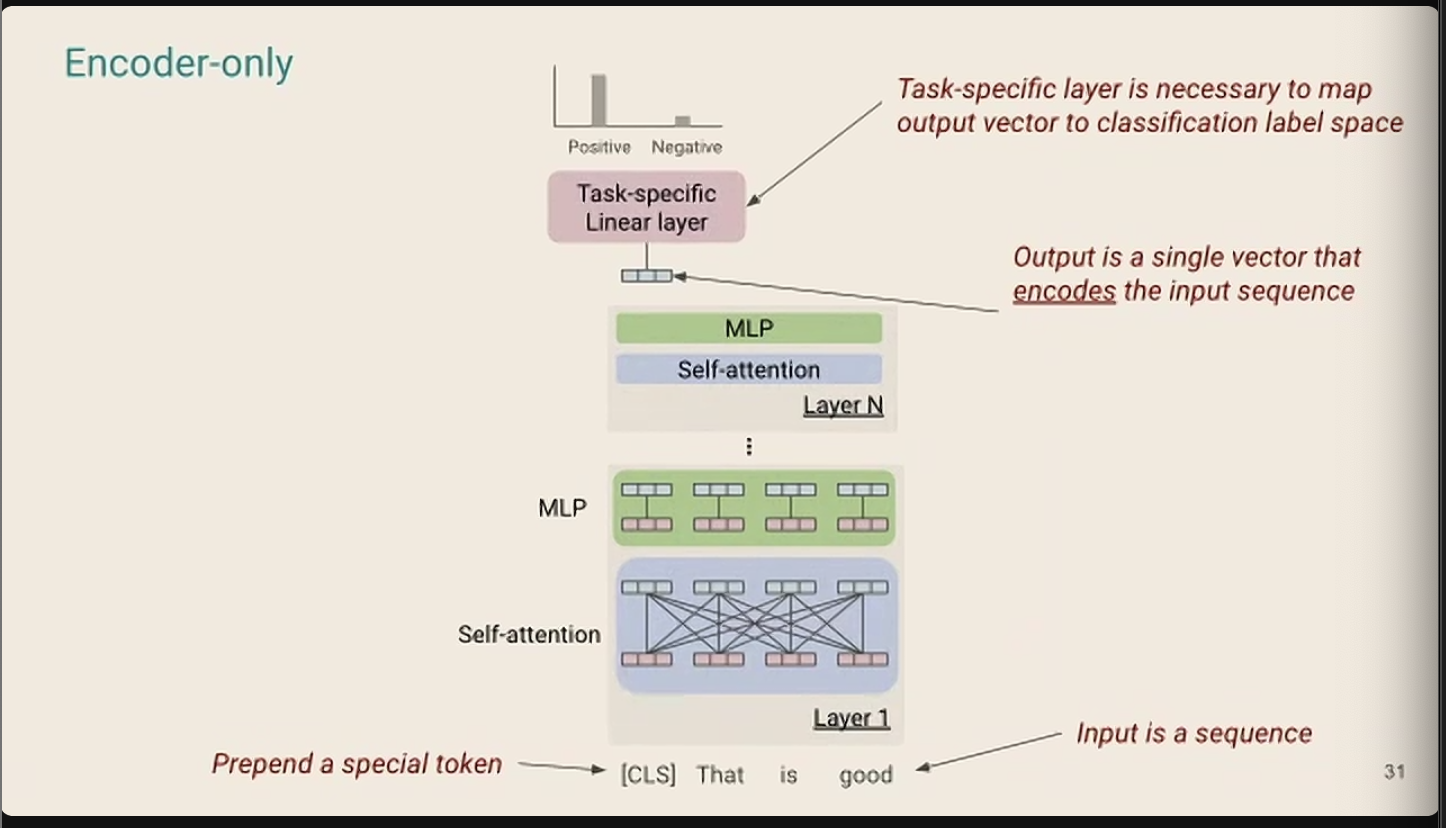 Encoder-only
Task-specific layer is necessary to map
output vector to classification label space
Positive Negative
Task-specific
Linear layer
Output is a single vector that
encodes the input sequence
MLP
Self-attention
Layer N
MLP
Self-attention
Layer 1
Input is a sequence
Prepend a special token
[CLS] That is good
31